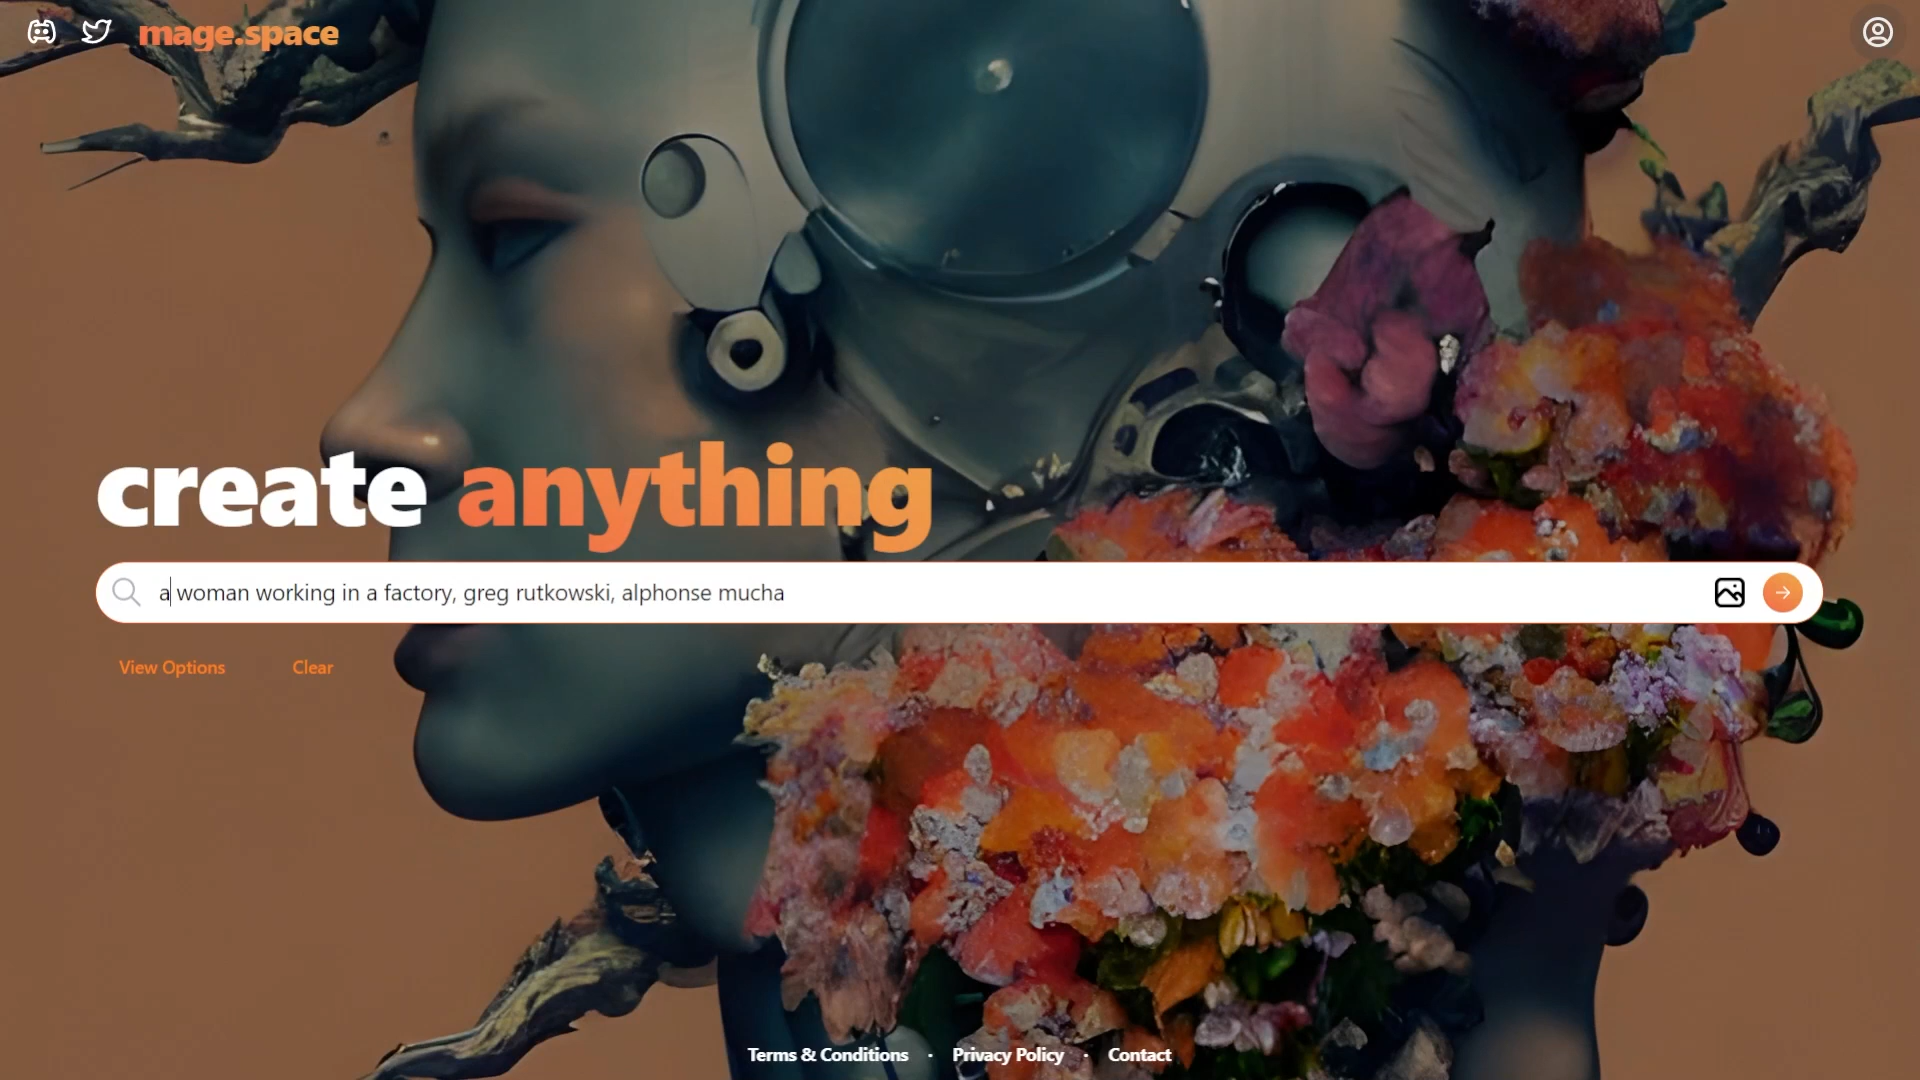 mage.space
create anything
a woman working in a factory, greg rutkowski, alphonse mucha
View Options Clear
Terms & Conditions · Privacy Policy · Contact